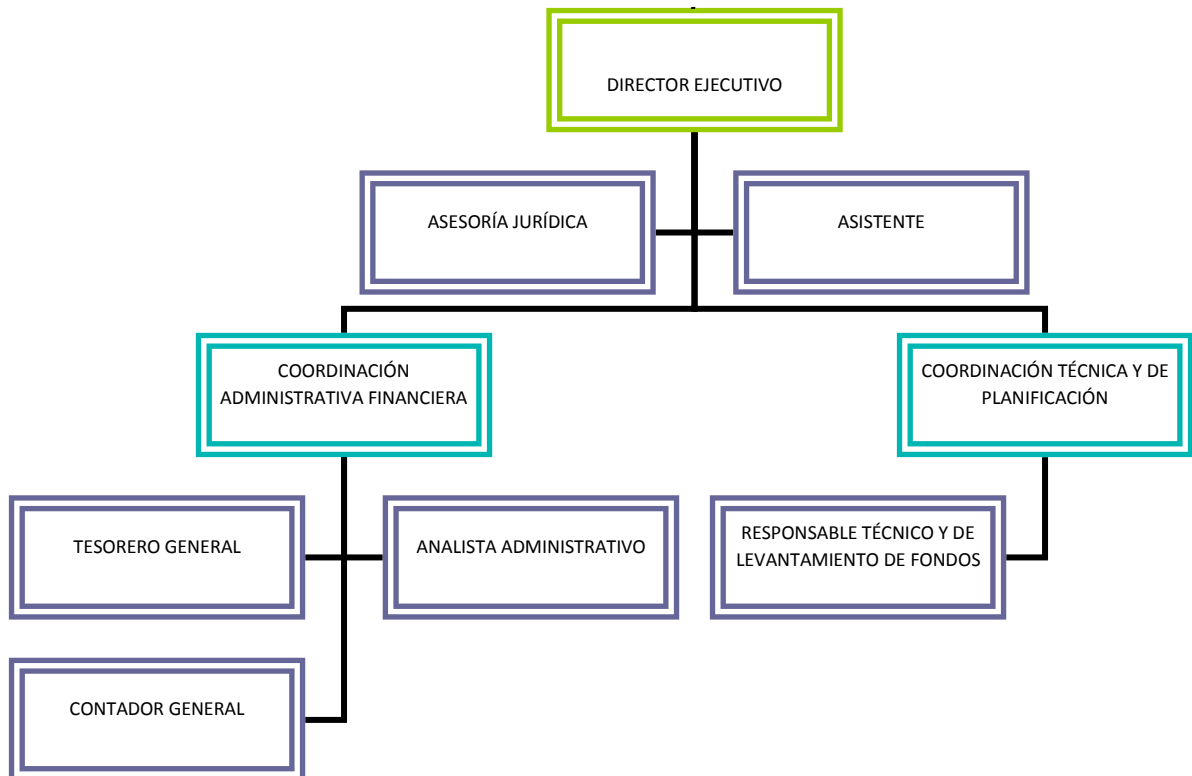 DIRECTOR EJECUTIVO
ASESORÍA JURÍDICA
ASISTENTE
COORDINACIÓN
ADMINISTRATIVA FINANCIERA
COORDINACIÓN TÉCNICA Y DE
PLANIFICACIÓN
TESORERO GENERAL
ANALISTA ADMINISTRATIVO
RESPONSABLE TÉCNICO Y DE
LEVANTAMIENTO DE FONDOS
CONTADOR GENERAL